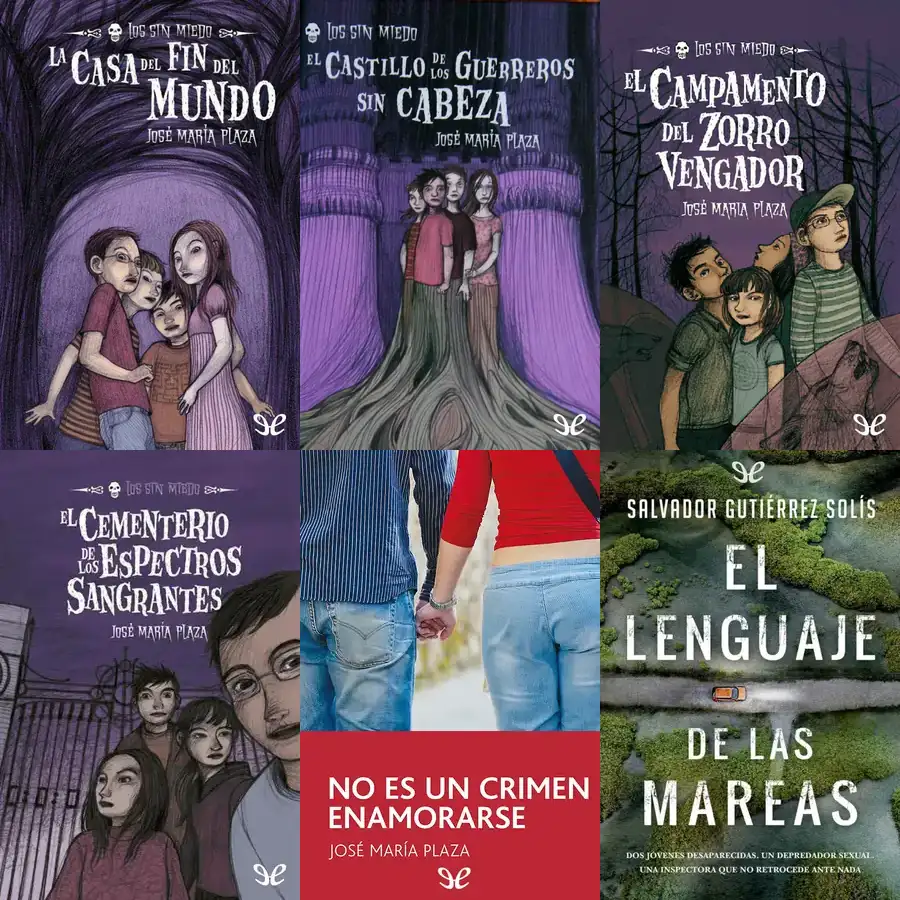 LOS SIN MIEDO
LA CASA DEL FIN DEL
MUNDO
JOSÉ MARÍA PLAZA
LOS SIN MIEDO
EL CASTILLO DE LOS GUERREROS
SIN CABEZA
JOSÉ MARÍA PLAZA
LOS SIN MIEDO
EL CAMPAMENTO
DEL ZORRO
VENGADOR
JOSÉ MARÍA PLAZA
LOS SIN MIEDO
EL CEMENTERIO
DE LOS ESPECTROS
SANGRANTES
JOSÉ MARÍA PLAZA
NO ES UN CRIMEN
ENAMORARSE
JOSÉ MARÍA PLAZA
SALVADOR GUTIÉRREZ SOLÍS
EL
LENGUAJE
DE LAS
MAREAS
DOS JÓVENES DESAPARECIDAS. UN DEPREDADOR SEXUAL.
UNA INSPECTORA QUE NO RETROCEDE ANTE NADA